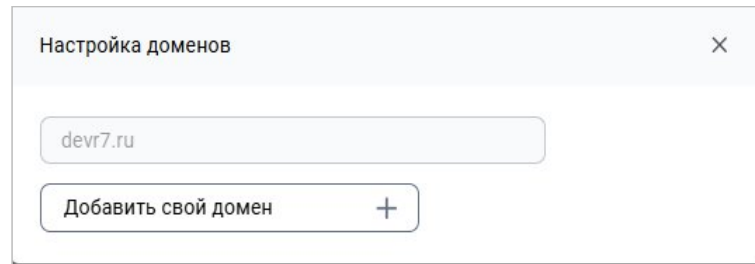 Настройка доменов
devr7.ru
Добавить свой домен